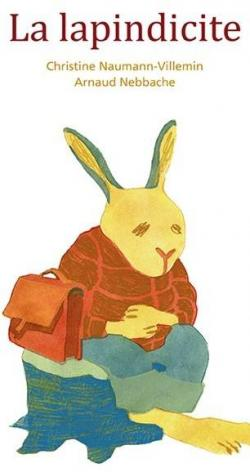 La lapindicite
Christine Naumann-Villemin
Arnaud Nebbache